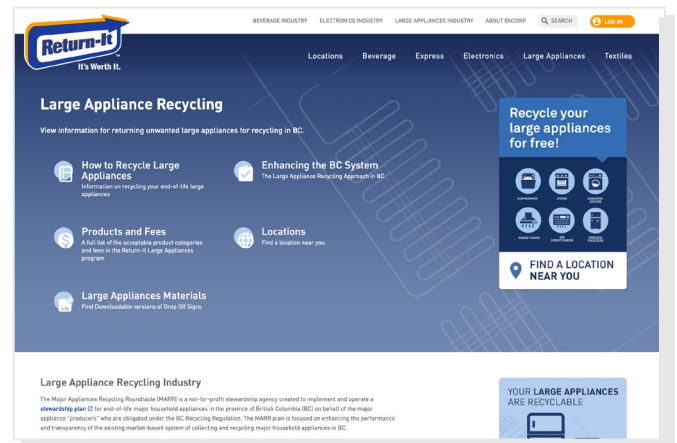 BEVERAGE INDUSTRY ELECTRONICS INDUSTRY LARGE APPLIANCES INDUSTRY ABOUT ENCORP SEARCH LOG-IN
Return-It
It's Worth It.
Locations Beverage Express Electronics Large Appliances Textiles
Large Appliance Recycling
View information for returning unwanted large appliances for recycling in BC.
How to Recycle Large
Appliances
Information on recycling your end-of-life large
appliances
Enhancing the BC System
The Large Appliance Recycling Approach in BC
Products and Fees
A full list of the acceptable product categories
and fees in the Return-It Large Appliances
program
Locations
Find a location near you.
Large Appliances Materials
Find Downloadable versions of Drop Off Signs
Recycle your
large appliances
for free!
DISHWASHER
RANGE HOODS
AIR
CONDITIONERS
FRIDGES
FREEZERS
FIND A LOCATION
NEAR YOU
Large Appliance Recycling Industry
The Major Appliances Recycling Roundtable (MARR) is a not-for-profit stewardship agency created to implement and operate a
stewardship plan for end-of-life major household appliances in the province of British Columbia (BC) on behalf of the major
appliance "producers" who are obligated under the BC Recycling Regulation. The MARR plan is focused on enhancing the performance
and transparency of the existing market-based system of collecting and recycling major household appliances in BC.
YOUR LARGE APPLIANCES
ARE RECYCLABLE